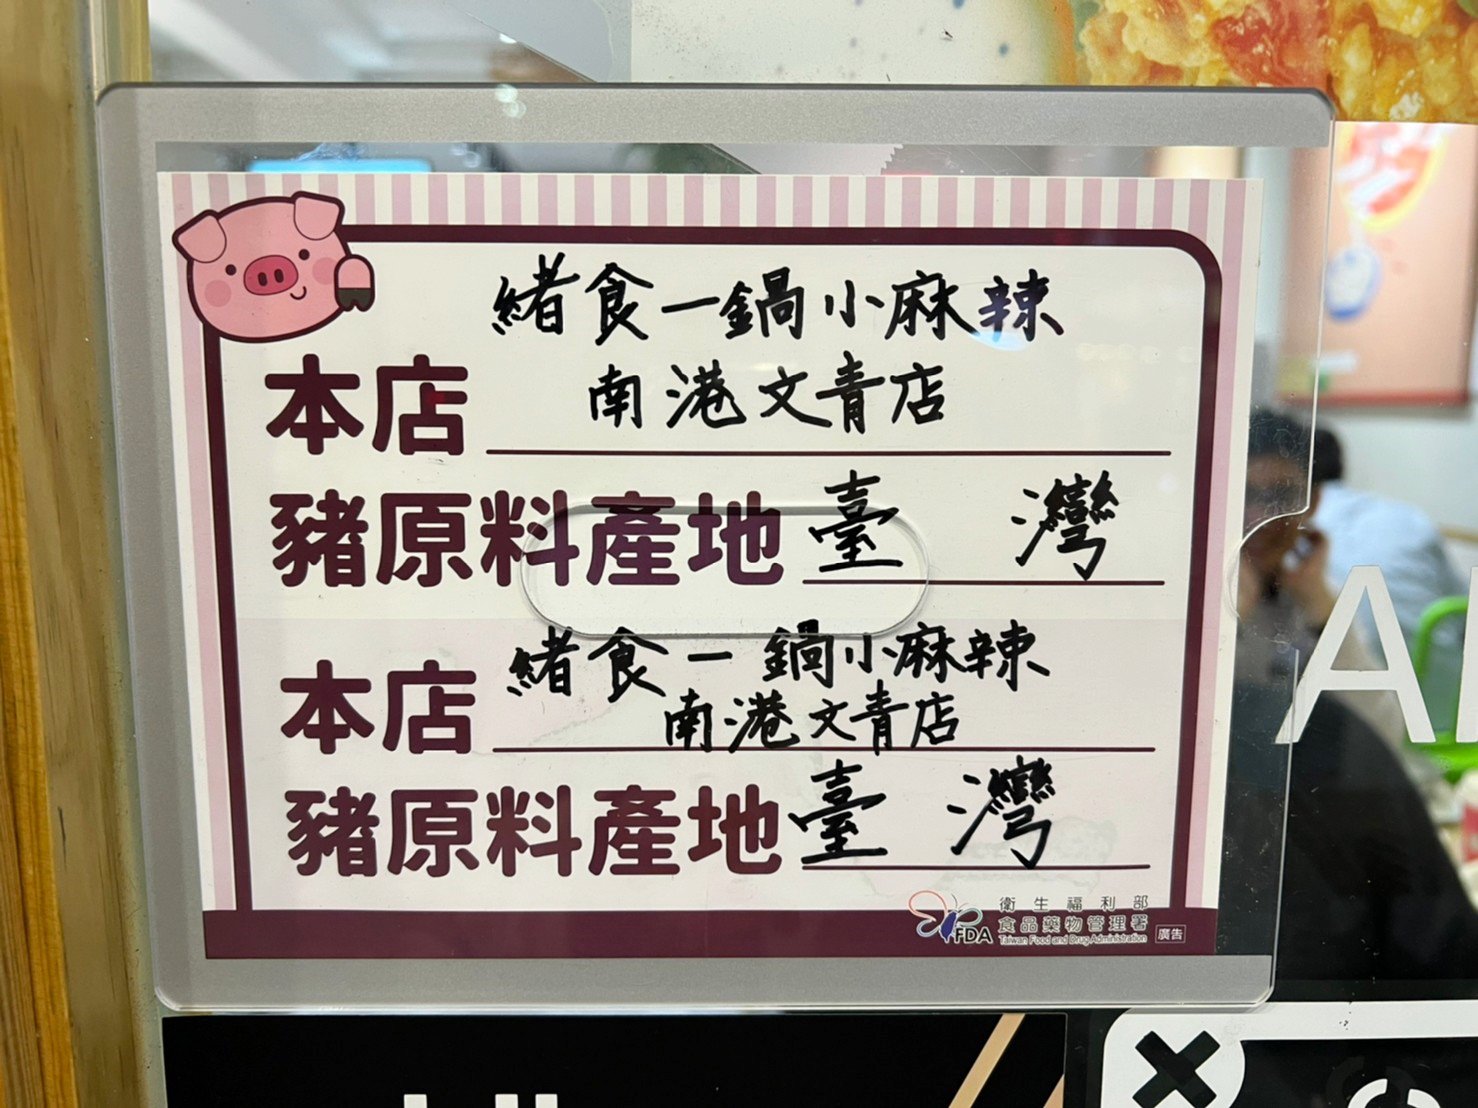 緒食一鍋小麻辣
本店 南港文青店
豬原料產地 臺灣
緒食一鍋小麻辣
本店 南港文青店
豬原料產地 臺灣
衛生福利部
FDA 食品藥物管理署
Taiwan Food and Drug Administration 廣告